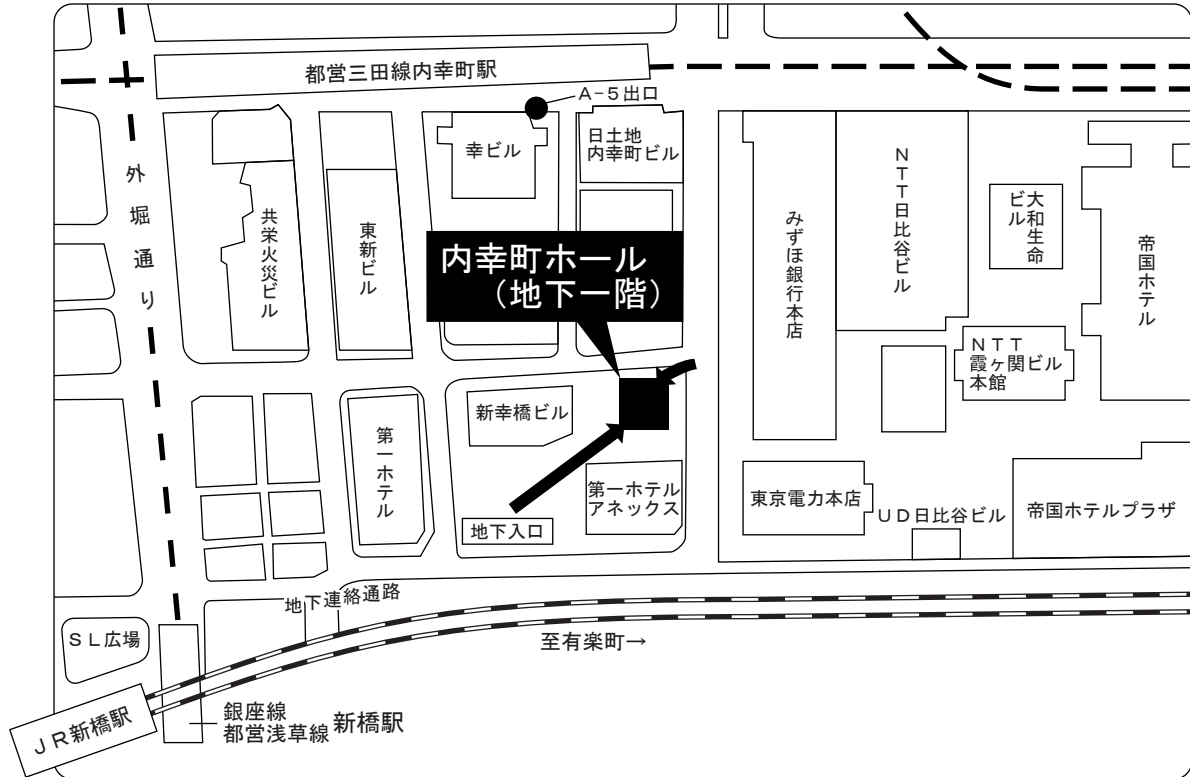 都営三田線内幸町駅
A-5出口
外堀通り
共栄火災ビル
東新ビル
幸ビル
日土地
内幸町ビル
みずほ銀行本店
NTT日比谷ビル
大和生命
ビル
帝国ホテル
内幸町ホール
（地下一階）
NTT
霞ヶ関ビル
本館
第一ホテル
新幸橋ビル
第一ホテル
アネックス
地下入口
東京電力本店
UD日比谷ビル
帝国ホテルプラザ
地下連絡通路
SL広場
至有楽町→
JR新橋駅
銀座線
都営浅草線 新橋駅